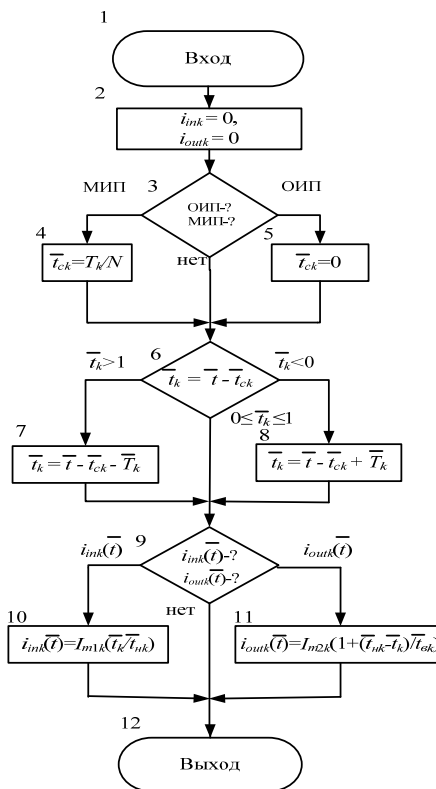 1
Вход
2
i_ink = 0,
i_outk = 0
МИП
3
ОИП
ОИП-?
МИП-?
4
t̅_ck=T_k/N
5
t̅_ck=0
нет
6
t̅_k>1
t̅_k = t̅ - t̅_ck
t̅_k<0
0≤ t̅_k ≤1
7
t̅_k = t̅ - t̅_ck - T̅_k
8
t̅_k = t̅ - t̅_ck + T̅_k
9
i_ink(t̅)
i_ink(t̅)-?
i_outk(t̅)-?
i_outk(t̅)
нет
10
i_ink(t̅)=I_m1k(t̅_k/t̅_нk)
11
i_outk(t̅)=I_m2k(1+(t̅_нk-t̅_k)/t̅_вk)
12
Выход